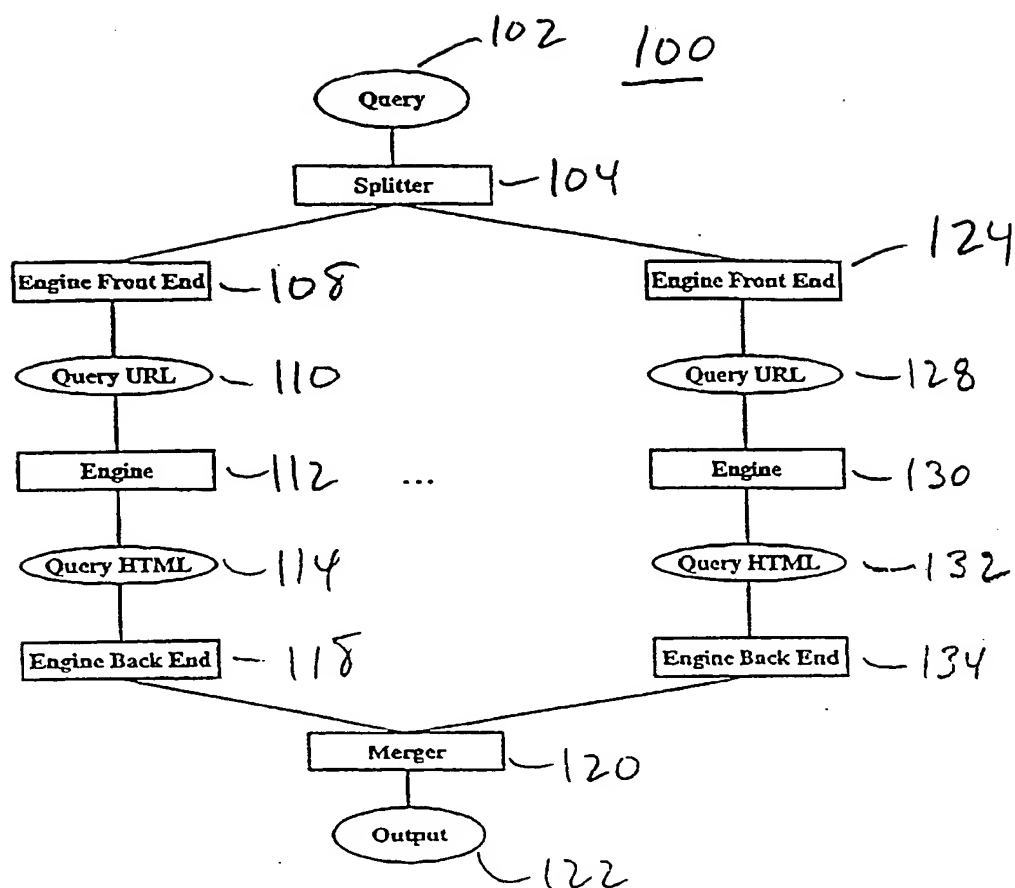 102
100
Query
Splitter
104
Engine Front End
108
Engine Front End
124
Query URL
110
Query URL
128
Engine
112
...
Engine
130
Query HTML
114
Query HTML
132
Engine Back End
118
Engine Back End
134
Merger
120
Output
122